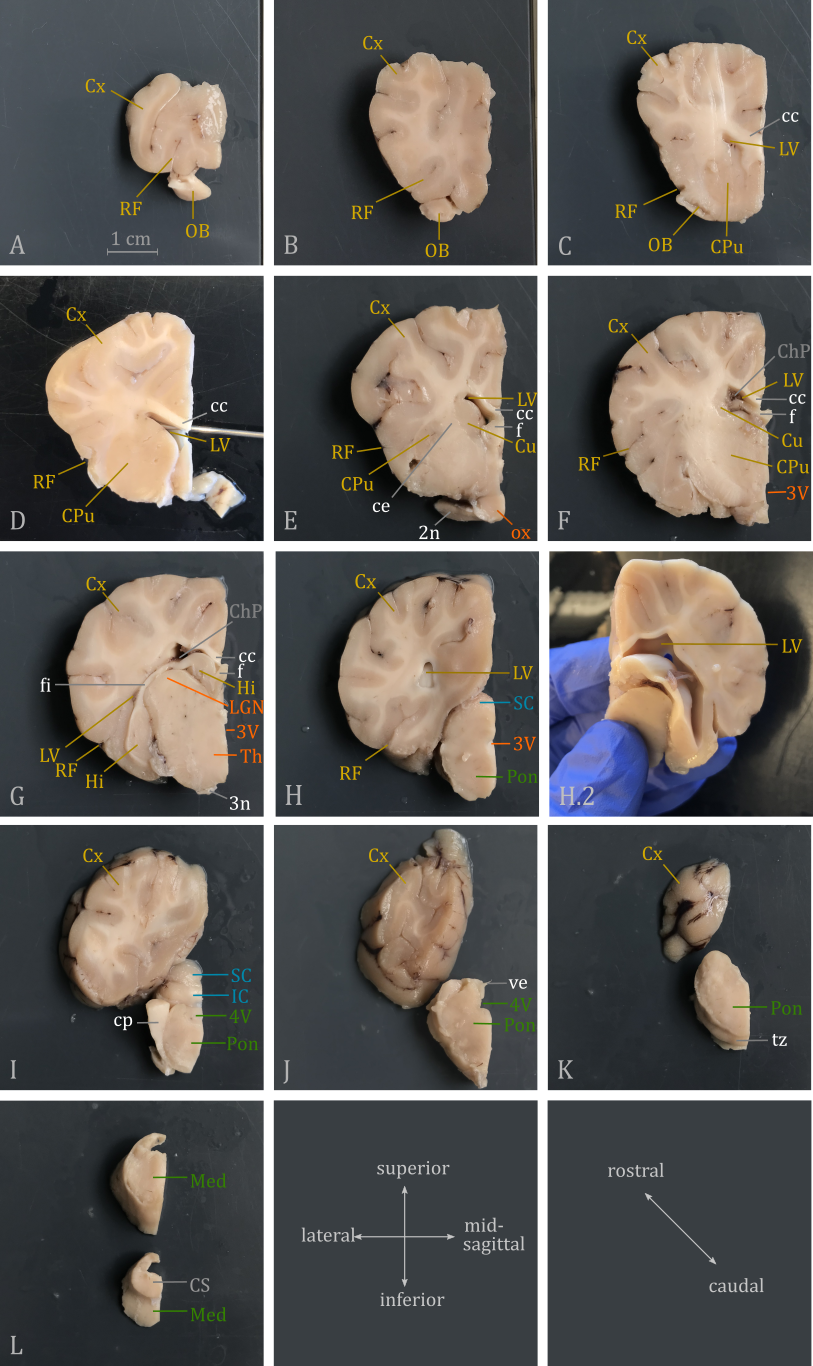 Cx
RF
OB
1 cm
A
Cx
RF
OB
B
Cx
cc
LV
RF
OB
CPu
C
Cx
cc
LV
RF
CPu
D
Cx
LV
cc
f
Cu
RF
CPu
ce
2n
ox
E
Cx
ChP
LV
cc
f
Cu
RF
CPu
3V
F
Cx
ChP
cc
f
fi
Hi
LGN
3V
LV
Th
RF
Hi
3n
G
Cx
LV
SC
3V
RF
Pon
H
LV
H.2
Cx
SC
IC
4V
cp
Pon
I
Cx
ve
4V
Pon
J
Cx
Pon
tz
K
Med
CS
Med
L
superior
lateral
mid-
sagittal
inferior
rostral
caudal